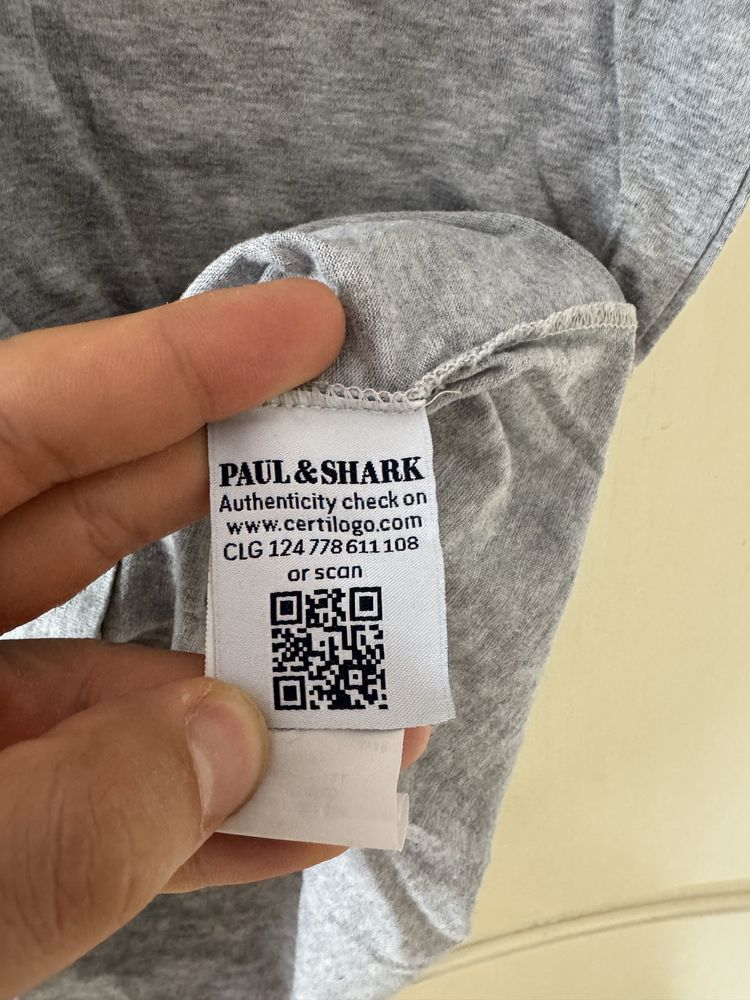 PAUL & SHARK
Authenticity check on
www.certilogo.com
CLG 124 778 611 108
or scan